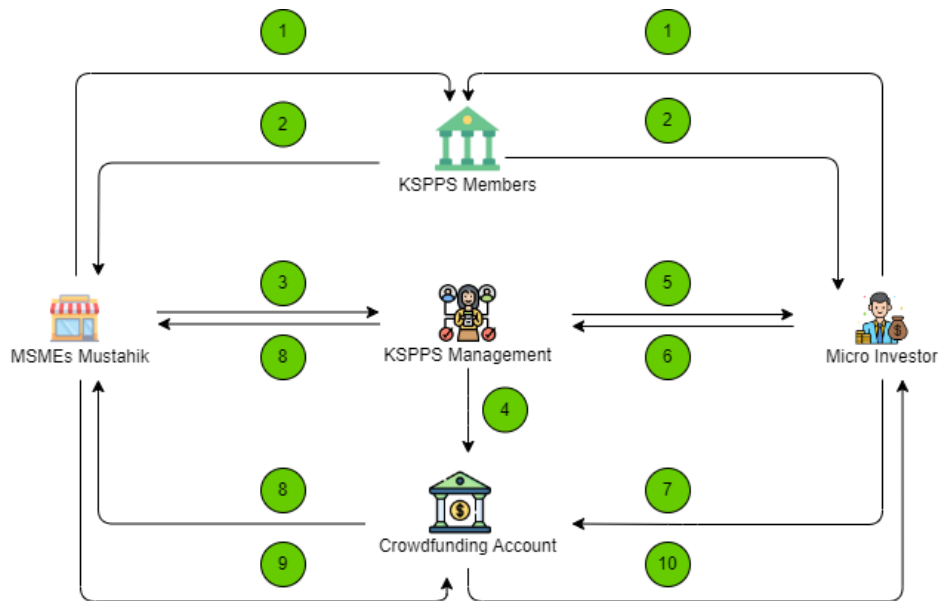 1
1
2
2
KSPPS Members
3
5
MSMEs Mustahik
KSPPS Management
Micro Investor
8
6
4
8
7
Crowdfunding Account
9
10